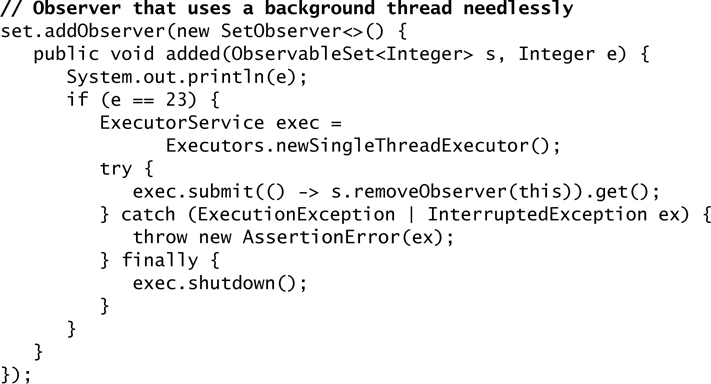 // Observer that uses a background thread needlessly
set.addObserver(new SetObserver<>() {
   public void added(ObservableSet<Integer> s, Integer e) {
      System.out.println(e);
      if (e == 23) {
         ExecutorService exec =
               Executors.newSingleThreadExecutor();
         try {
            exec.submit(() -> s.removeObserver(this)).get();
         } catch (ExecutionException | InterruptedException ex) {
            throw new AssertionError(ex);
         } finally {
            exec.shutdown();
         }
      }
   }
});